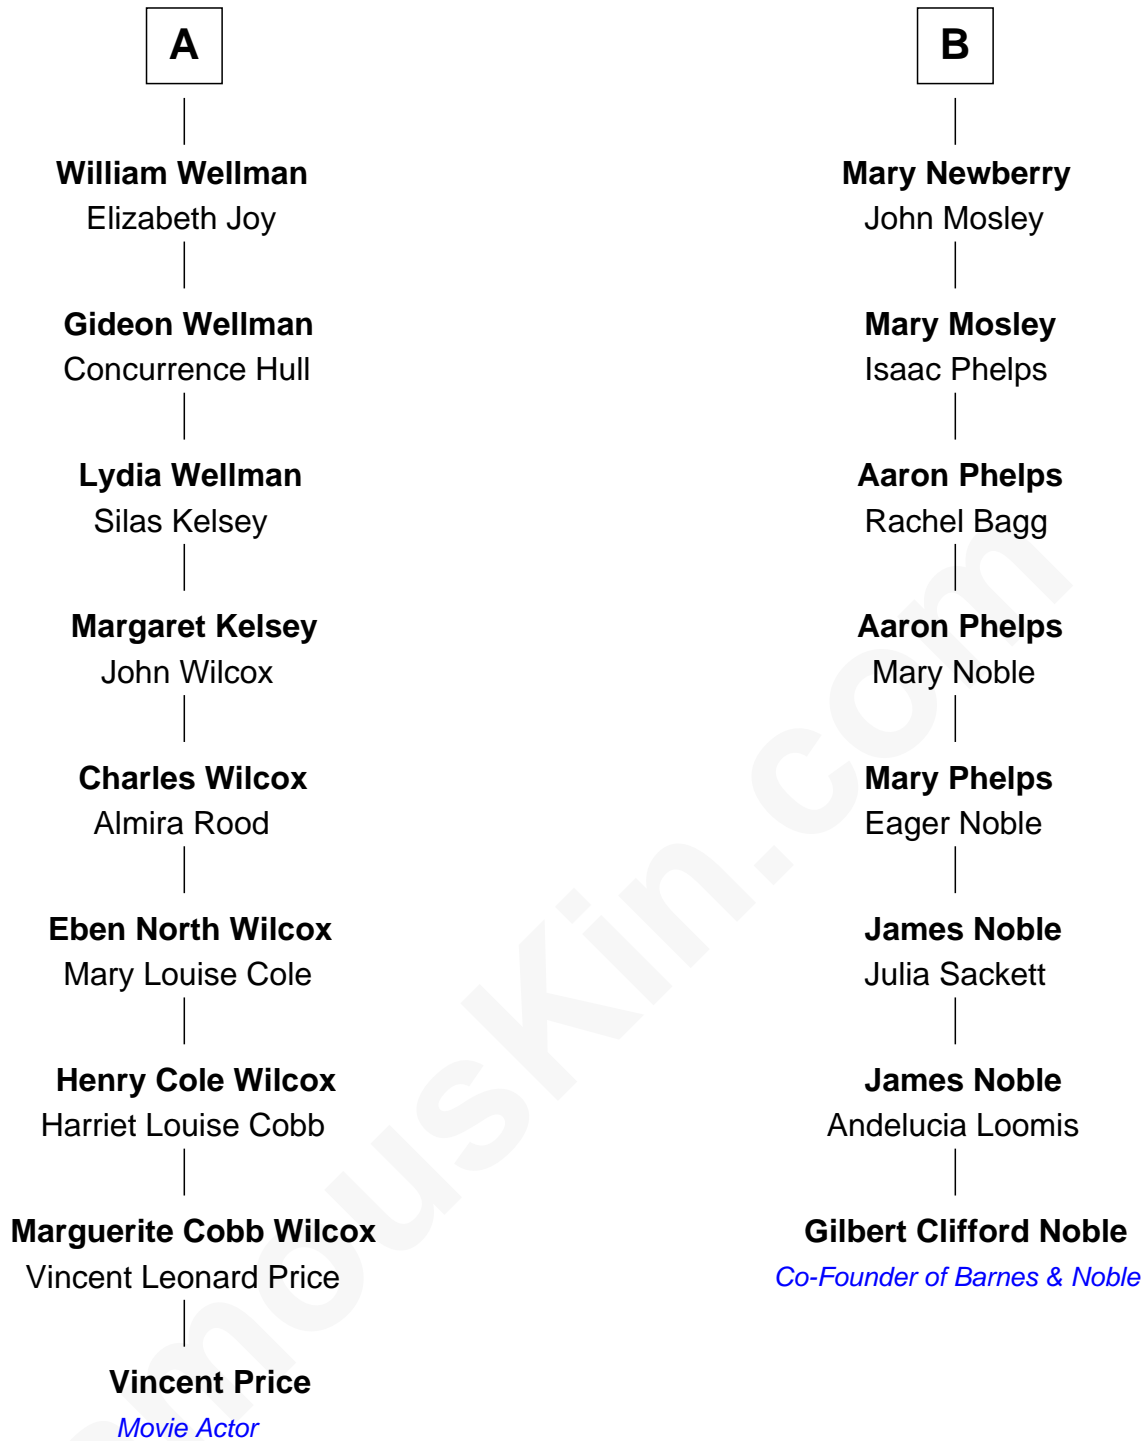 A
William Wellman
Elizabeth Joy
Gideon Wellman
Concurrence Hull
Lydia Wellman
Silas Kelsey
Margaret Kelsey
John Wilcox
Charles Wilcox
Almira Rood
Eben North Wilcox
Mary Louise Cole
Henry Cole Wilcox
Harriet Louise Cobb
Marguerite Cobb Wilcox
Vincent Leonard Price
Vincent Price
Movie Actor
B
Mary Newberry
John Mosley
Mary Mosley
Isaac Phelps
Aaron Phelps
Rachel Bagg
Aaron Phelps
Mary Noble
Mary Phelps
Eager Noble
James Noble
Julia Sackett
James Noble
Andelucia Loomis
Gilbert Clifford Noble
Co-Founder of Barnes & Noble
mousKin.com